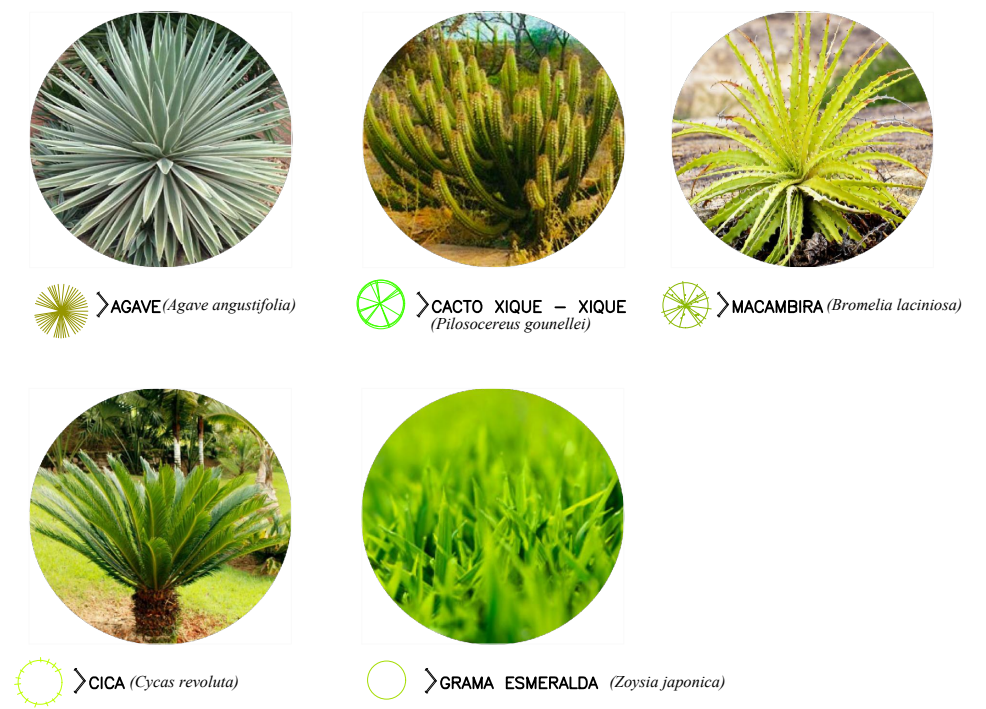 AGAVE (Agave angustifolia)
CACTO XIQUE – XIQUE
(Pilosocereus gounellei)
MACAMBIRA (Bromelia laciniosa)
CICA (Cycas revoluta)
GRAMA ESMERALDA (Zoysia japonica)